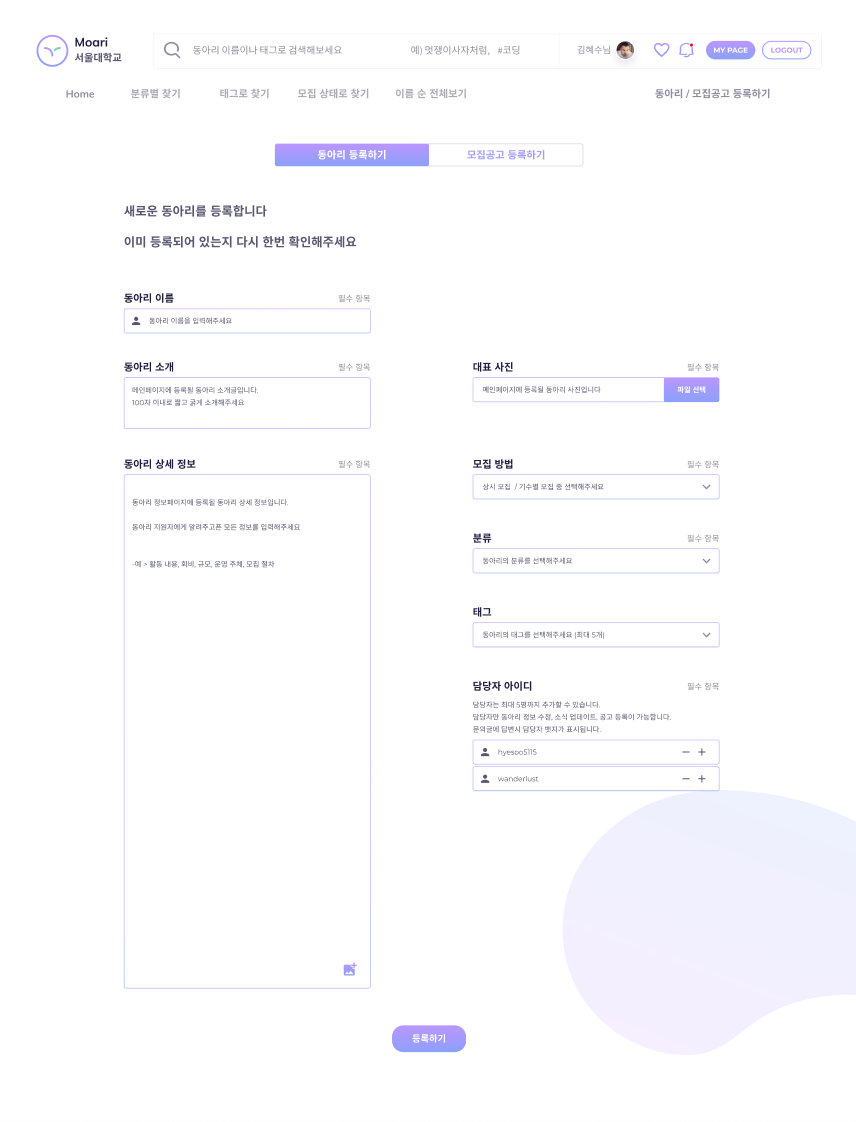 Moari
서울대학교
동아리 이름이나 태그로 검색해보세요
예) 멋쟁이사자처럼, #코딩
김혜수님
MY PAGE
LOGOUT
Home
분류별 찾기
태그로 찾기
모집 상태로 찾기
이름 순 전체보기
동아리 / 모집공고 등록하기
동아리 등록하기
모집공고 등록하기
새로운 동아리를 등록합니다
이미 등록되어 있는지 다시 한번 확인해주세요
동아리 이름
필수 항목
동아리 이름을 입력해주세요
동아리 소개
필수 항목
메인페이지에 등록될 동아리 소개글입니다.
100자 이내로 짧고 굵게 소개해주세요
대표 사진
필수 항목
메인페이지에 등록될 동아리 사진입니다
파일 선택
동아리 상세 정보
필수 항목
동아리 정보페이지에 등록될 동아리 상세 정보입니다.
동아리 지원자에게 알려주고픈 모든 정보를 입력해주세요
-예 > 활동 내용, 회비, 규모, 운영 주체, 모집 절차
모집 방법
필수 항목
상시 모집 / 기수별 모집 중 선택해주세요
분류
필수 항목
동아리의 분류를 선택해주세요
태그
동아리의 태그를 선택해주세요 (최대 5개)
담당자 아이디
필수 항목
담당자는 최대 5명까지 추가할 수 있습니다.
담당자만 동아리 정보 수정, 소식 업데이트, 공고 등록이 가능합니다.
문의글에 답변시 담당자 뱃지가 표시됩니다.
hyesoo5115
wanderlust
등록하기